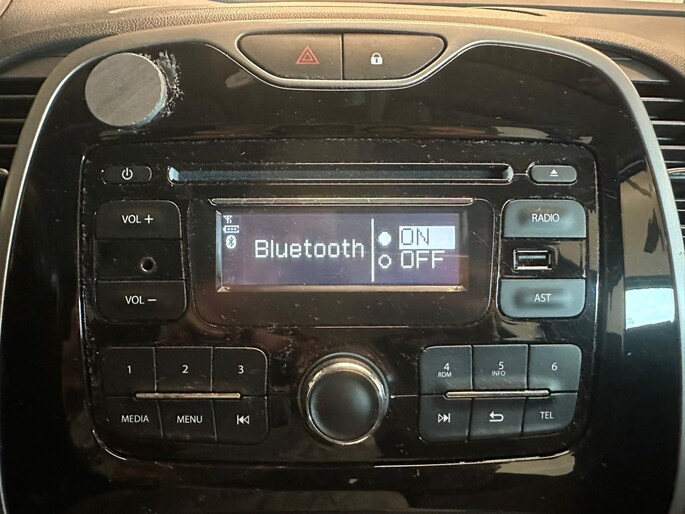 VOL +
RADIO
Bluetooth
ON
OFF
VOL −
AST
1
2
3
4
RDM
5
INFO
6
MEDIA
MENU
TEL